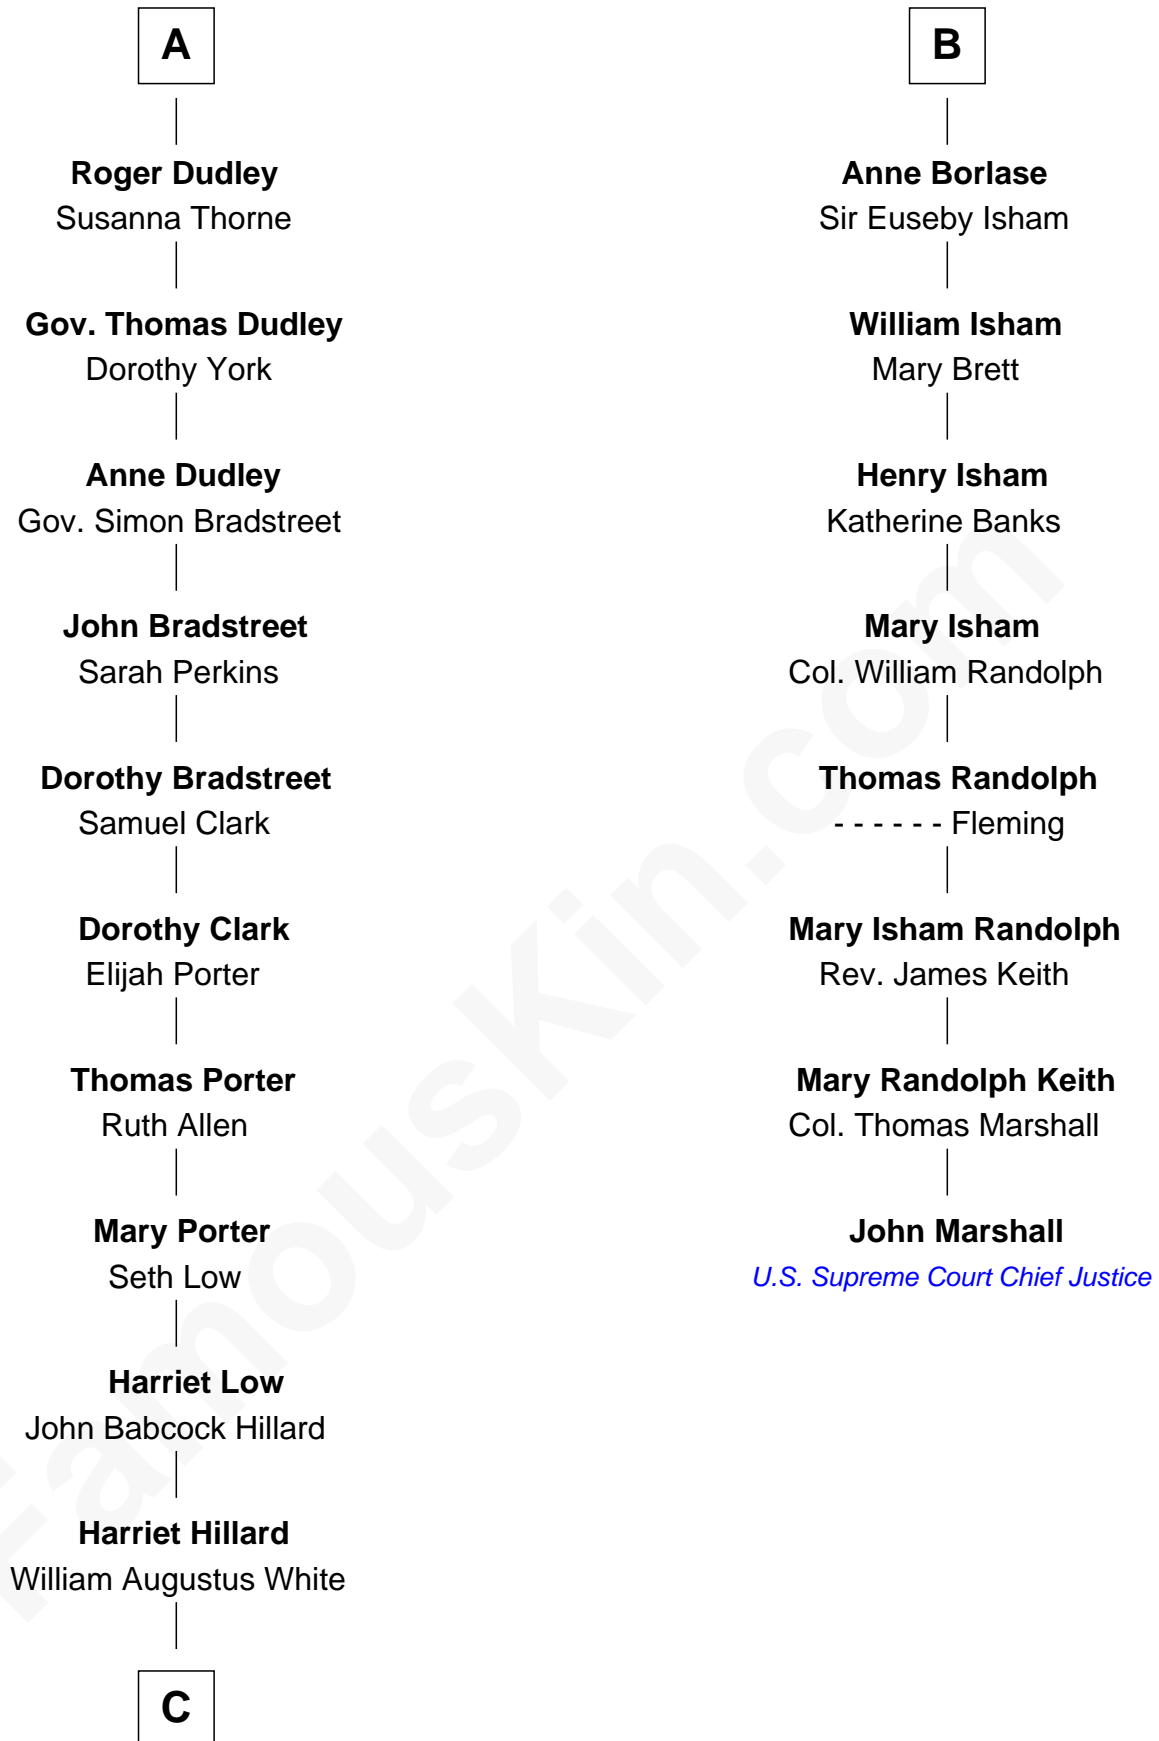 A
Roger Dudley
Susanna Thorne
Gov. Thomas Dudley
Dorothy York
Anne Dudley
Gov. Simon Bradstreet
John Bradstreet
Sarah Perkins
Dorothy Bradstreet
Samuel Clark
Dorothy Clark
Elijah Porter
Thomas Porter
Ruth Allen
Mary Porter
Seth Low
Harriet Low
John Babcock Hillard
Harriet Hillard
William Augustus White
C
B
Anne Borlase
Sir Euseby Isham
William Isham
Mary Brett
Henry Isham
Katherine Banks
Mary Isham
Col. William Randolph
Thomas Randolph
- - - - - - Fleming
Mary Isham Randolph
Rev. James Keith
Mary Randolph Keith
Col. Thomas Marshall
John Marshall
U.S. Supreme Court Chief Justice
FamousKin.com